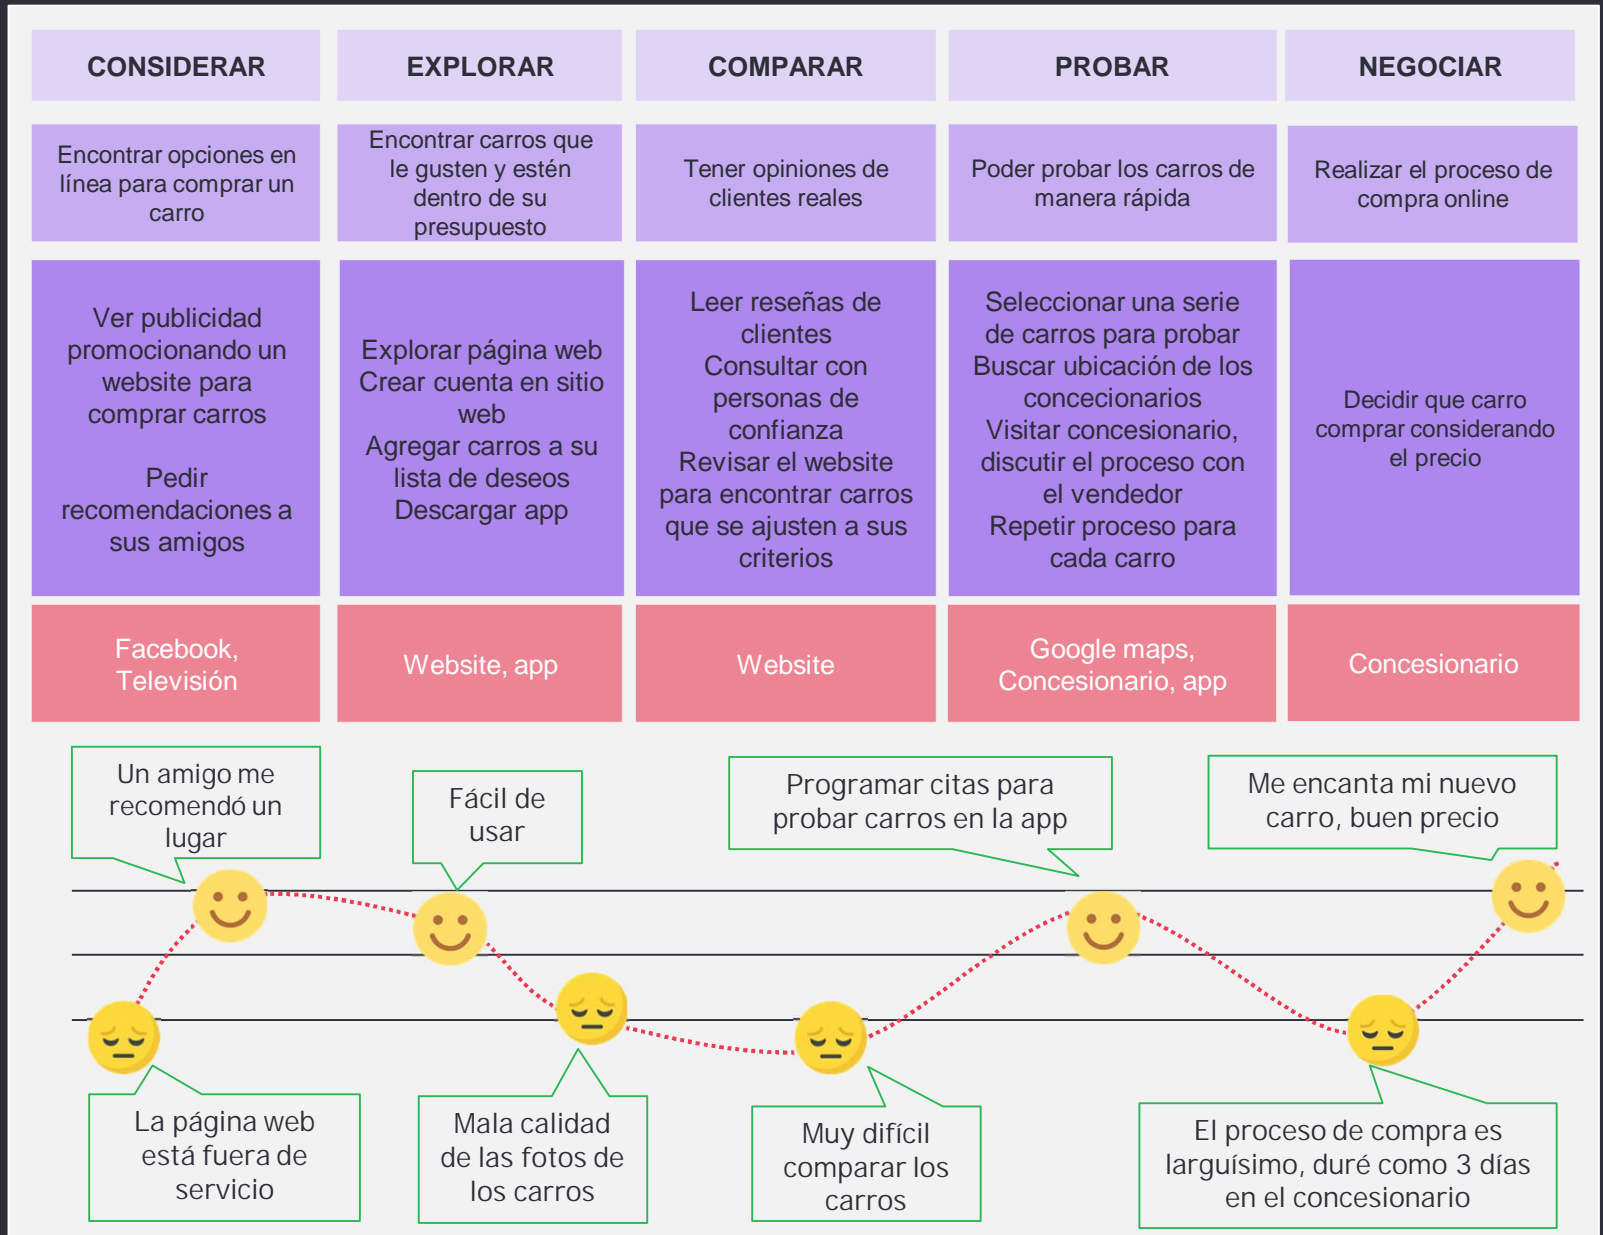 CONSIDERAR
EXPLORAR
COMPARAR
PROBAR
NEGOCIAR
Encontrar opciones en
línea para comprar un
carro
Encontrar carros que
le gusten y estén
dentro de su
presupuesto
Tener opiniones de
clientes reales
Poder probar los carros de
manera rápida
Realizar el proceso de
compra online
Ver publicidad
promocionando un
website para
comprar carros
Pedir
recomendaciones a
sus amigos
Explorar página web
Crear cuenta en sitio
web
Agregar carros a su
lista de deseos
Descargar app
Leer reseñas de
clientes
Consultar con
personas de
confianza
Revisar el website
para encontrar carros
que se ajusten a sus
criterios
Seleccionar una serie
de carros para probar
Buscar ubicación de los
concecionarios
Visitar concesionario,
discutir el proceso con
el vendedor
Repetir proceso para
cada carro
Decidir que carro
comprar considerando
el precio
Facebook,
Televisión
Website, app
Website
Google maps,
Concesionario, app
Concesionario
Un amigo me
recomendó un
lugar
Fácil de
usar
Programar citas para
probar carros en la app
Me encanta mi nuevo
carro, buen precio
La página web
está fuera de
servicio
Mala calidad
de las fotos de
los carros
Muy difícil
comparar los
carros
El proceso de compra es
larguísimo, duré como 3 días
en el concesionario